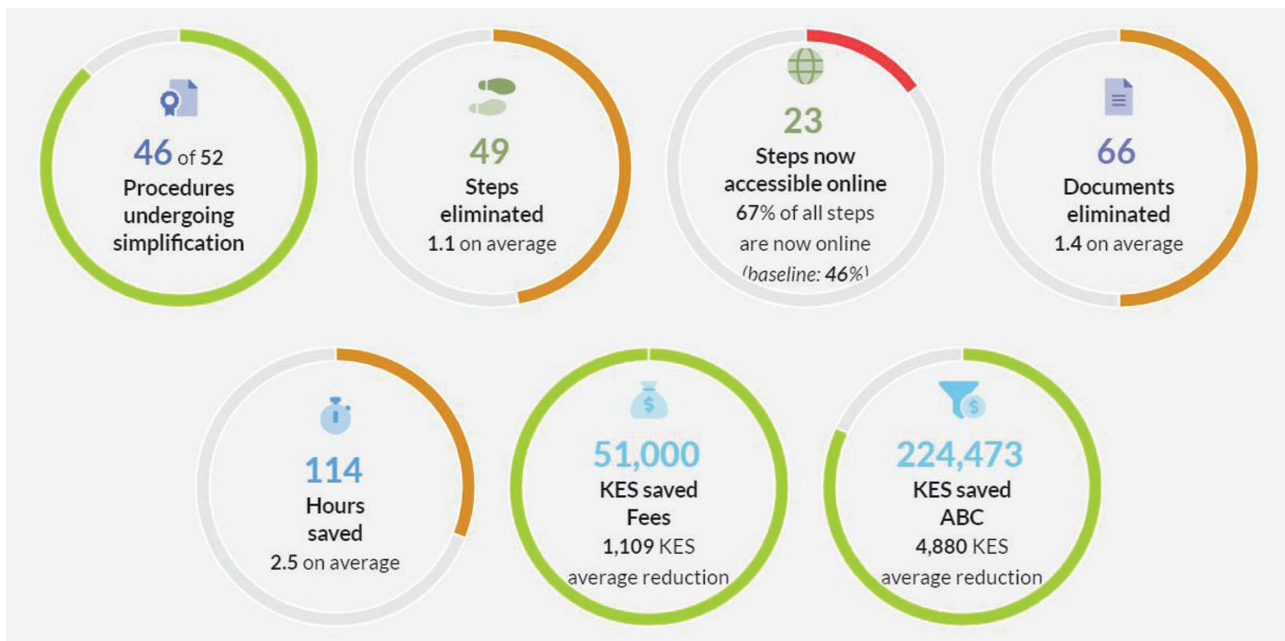 46 of 52
Procedures
undergoing
simplification
49
Steps
eliminated
1.1 on average
23
Steps now
accessible online
67% of all steps
are now online
(baseline: 46%)
66
Documents
eliminated
1.4 on average
114
Hours
saved
2.5 on average
51,000
KES saved
Fees
1,109 KES
average reduction
224,473
KES saved
ABC
4,880 KES
average reduction